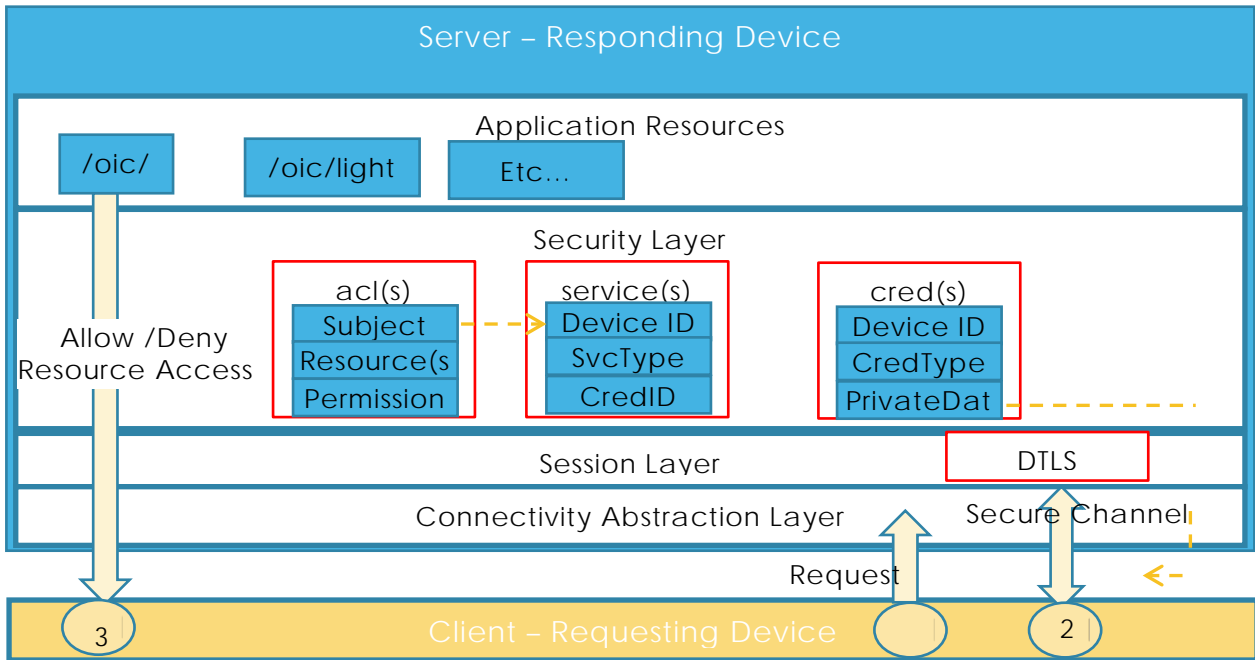 Server – Responding Device
Application Resources
/oic/
/oic/light
Etc…
Security Layer
acl(s)
Subject
Resource(s
Permission
service(s)
Device ID
SvcType
CredID
cred(s)
Device ID
CredType
PrivateDat
Allow /Deny
Resource Access
Session Layer
DTLS
Connectivity Abstraction Layer
Secure Channel
Request
3
Client – Requesting Device
2